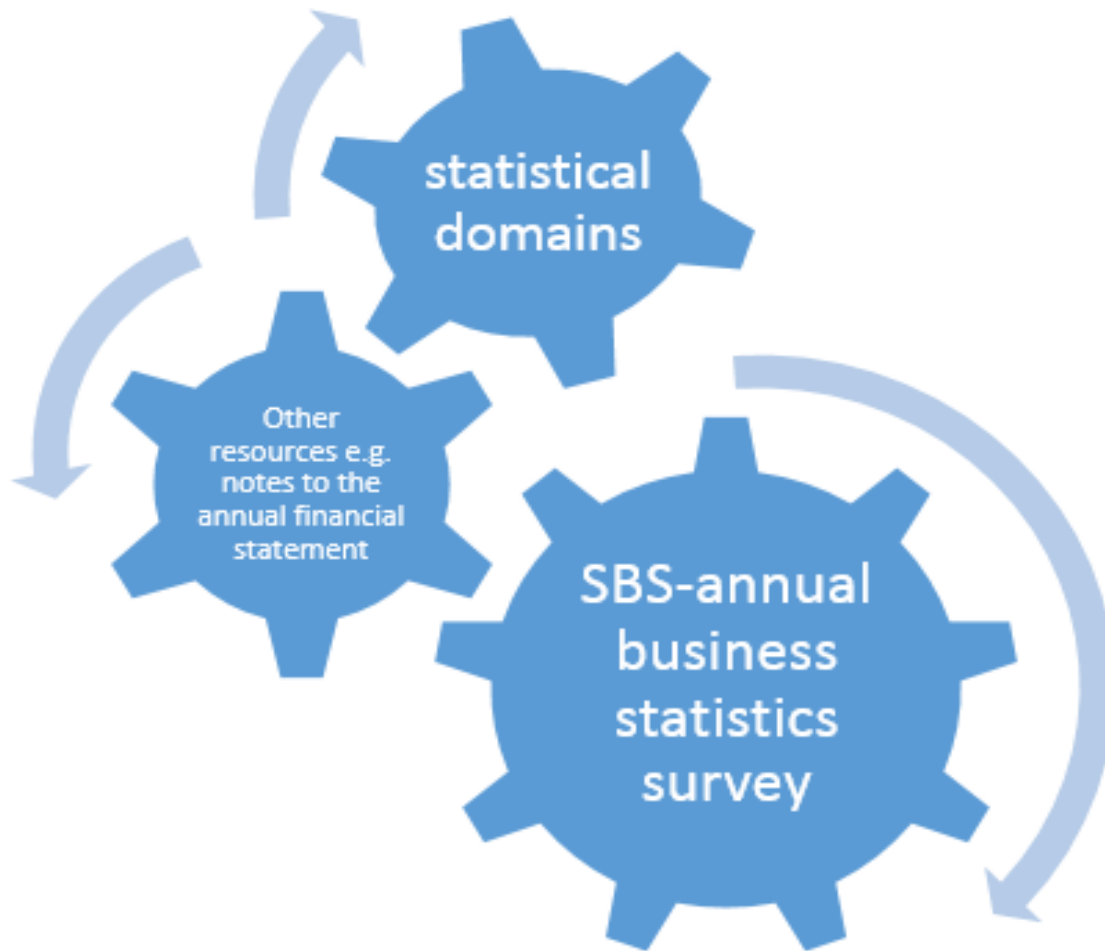 statistical
domains
Other
resources e.g.
notes to the
annual financial
statement
SBS-annual
business
statistics
survey